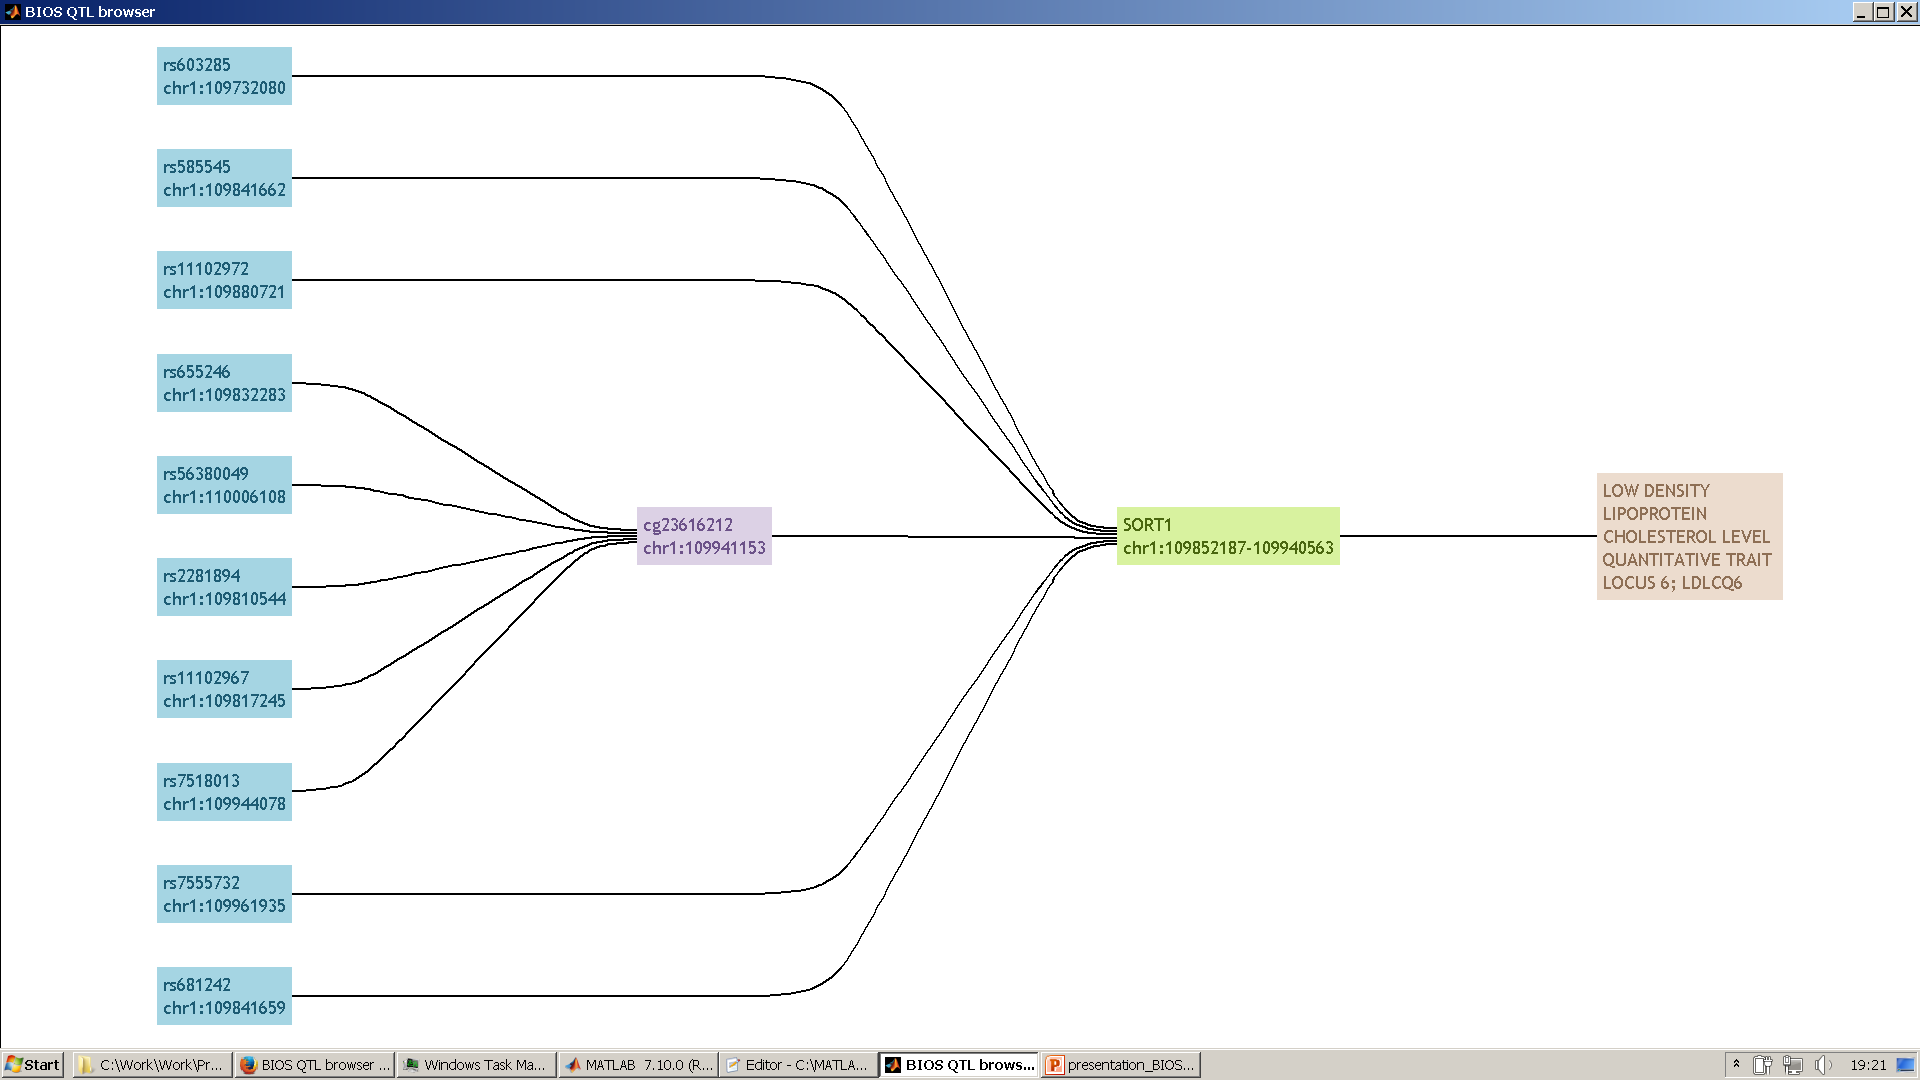 BIOS QTL browser
rs603285
chr1:109732080
rs585545
chr1:109841662
rs11102972
chr1:109880721
rs655246
chr1:109832283
rs56380049
chr1:110006108
rs2281894
chr1:109810544
rs11102967
chr1:109817245
rs7518013
chr1:109944078
rs7555732
chr1:109961935
rs681242
chr1:109841659
cg23616212
chr1:109941153
SORT1
chr1:109852187-109940563
LOW DENSITY
LIPOPROTEIN
CHOLESTEROL LEVEL
QUANTITATIVE TRAIT
LOCUS 6; LDLCQ6
Start
C:\Work\Work\Pr...
BIOS QTL browser ...
Windows Task Ma...
MATLAB 7.10.0 (R...
Editor - C:\MATLA...
BIOS QTL brows...
presentation_BIOS...
19:21